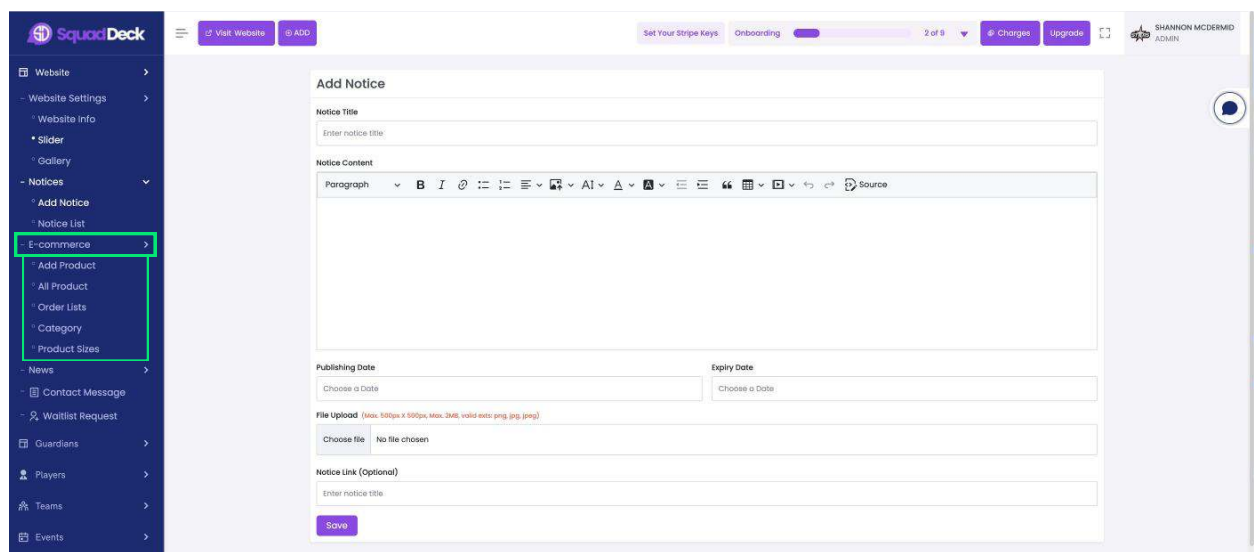 SquadDeck
Visit Website
ADD
Set Your Stripe Keys
Onboarding
2 of 9
Charges
Upgrade
SHANNON MCDERMID
ADMIN
Website
Website Settings
Website Info
Slider
Gallery
Notices
Add Notice
Notice List
E-commerce
Add Product
All Product
Order Lists
Category
Product Sizes
News
Contact Message
Waitlist Request
Guardians
Players
Teams
Events
Add Notice
Notice Title
Enter notice title
Notice Content
Paragraph B I AI A A Source
Publishing Date
Choose a Date
Expiry Date
Choose a Date
File Upload (Max. 500px X 500px, Max. 2MB, valid exts: png, jpg, jpeg)
Choose file No file chosen
Notice Link (Optional)
Enter notice title
Save